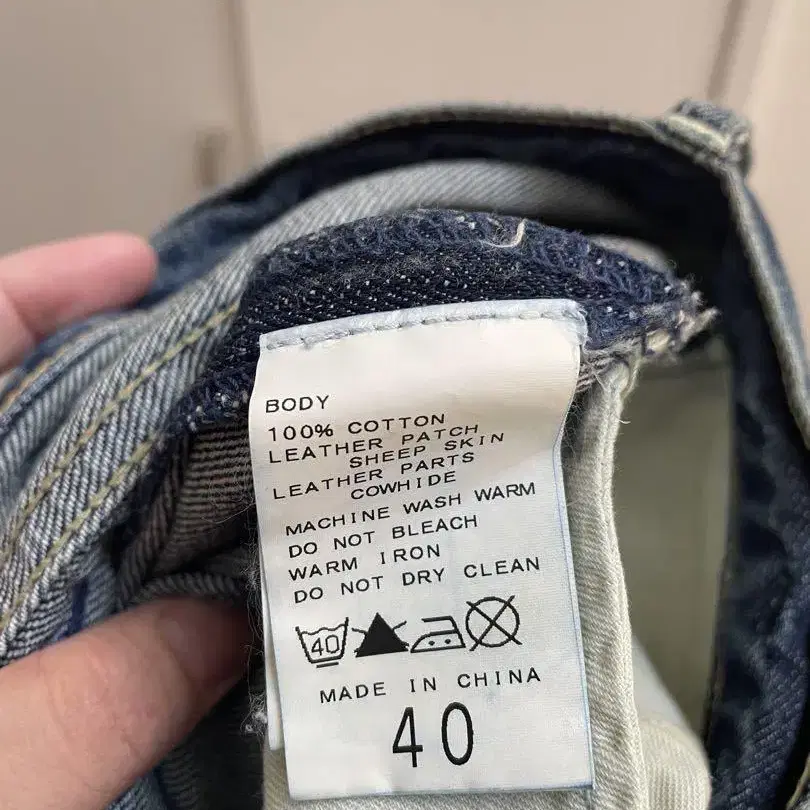 BODY
100% COTTON
LEATHER PATCH
SHEEP SKIN
LEATHER PARTS
COWHIDE
MACHINE WASH WARM
DO NOT BLEACH
WARM IRON
DO NOT DRY CLEAN
40
MADE IN CHINA
40